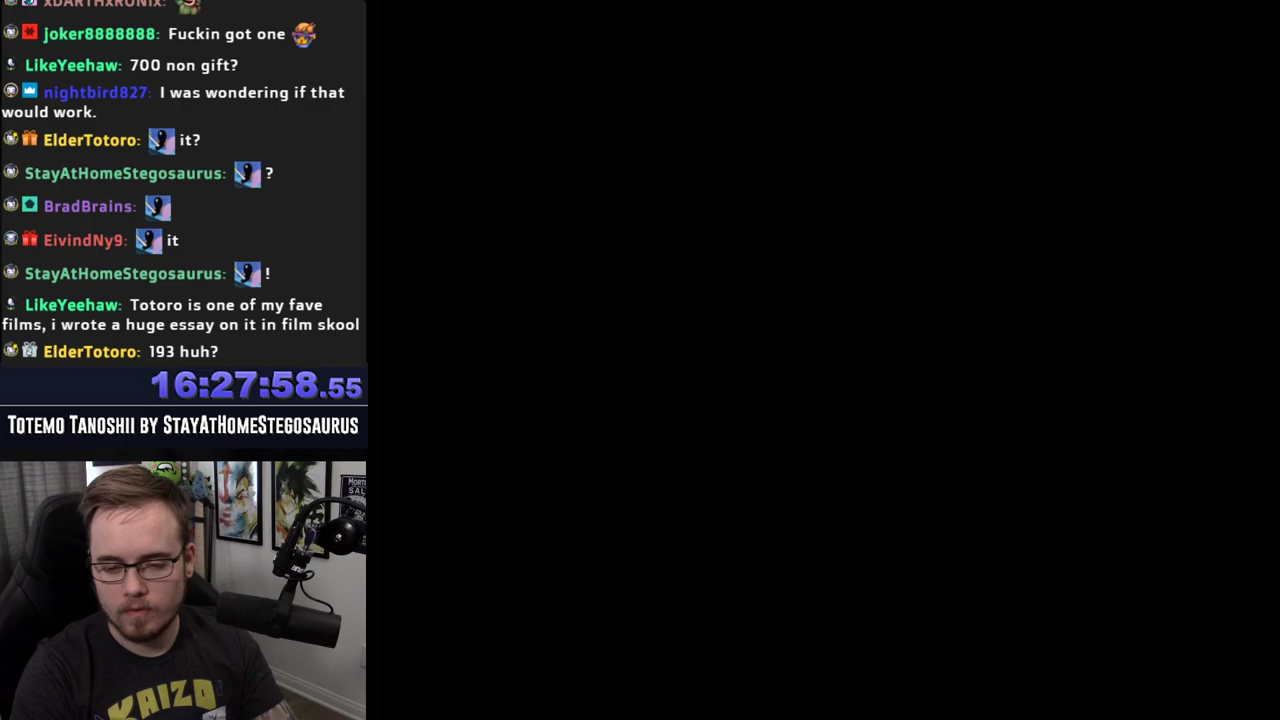 xDARTHxRONIx:
joker8888888: Fuckin got one
LikeYeehaw: 700 non gift?
nightbird827: I was wondering if that
would work.
ElderTotoro: it?
StayAtHomeStegosaurus: ?
BradBrains:
EivindNy9: it
StayAtHomeStegosaurus: !
LikeYeehaw: Totoro is one of my fave
films, i wrote a huge essay on it in film skool
ElderTotoro: 193 huh?
16:27:58.55
Totemo Tanoshii by StayAtHomeStegosaurus
KAIZO